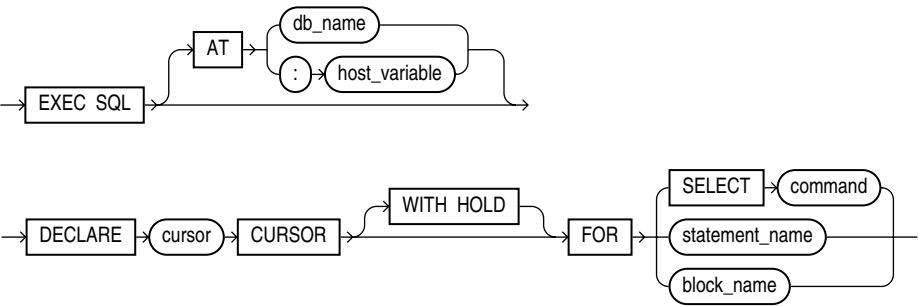 AT db_name
: host_variable
EXEC SQL
WITH HOLD SELECT command
DECLARE cursor CURSOR FOR statement_name
block_name